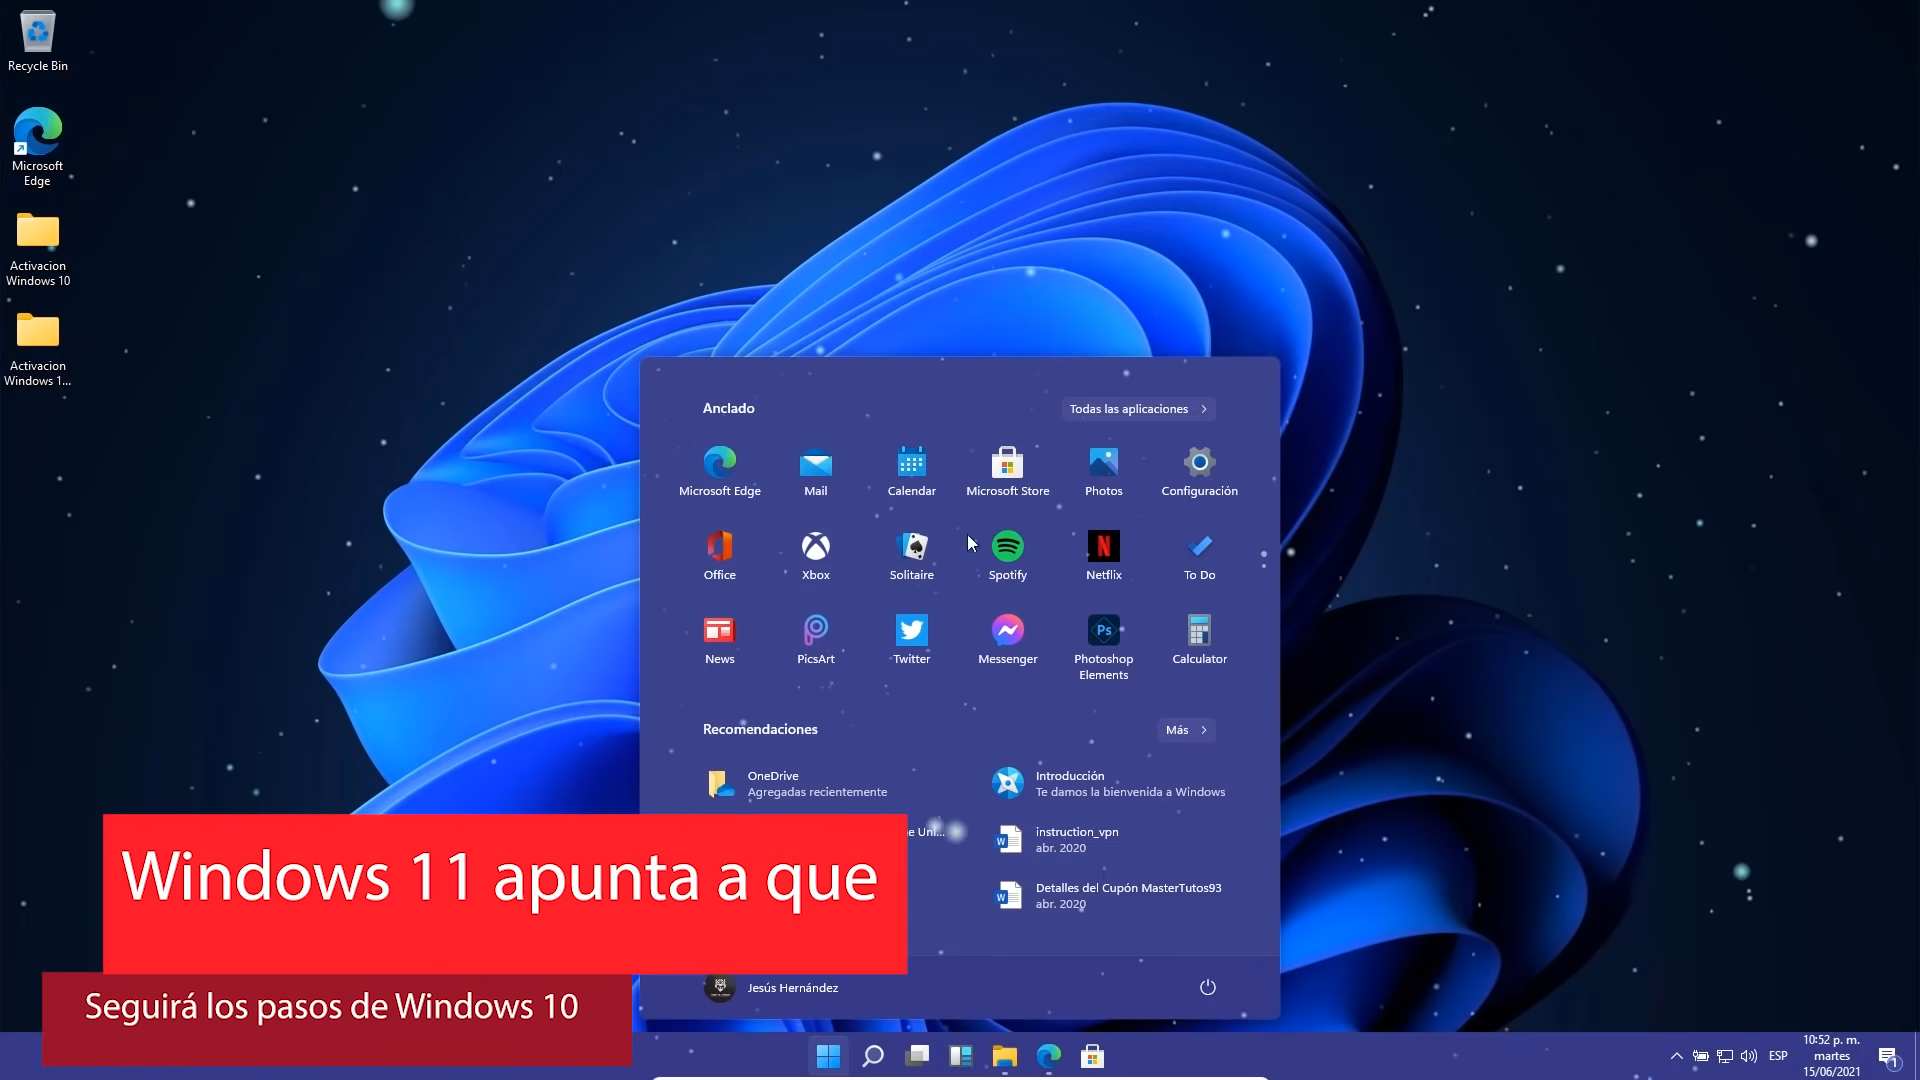 Recycle Bin
Microsoft
Edge
Activacion
Windows 10
Activacion
Windows 1...
Anclado
Todas las aplicaciones
Microsoft Edge
Mail
Calendar
Microsoft Store
Photos
Configuración
Office
Xbox
Solitaire
Spotify
Netflix
To Do
News
PicsArt
Twitter
Messenger
Photoshop
Elements
Calculator
Recomendaciones
Más
OneDrive
Agregadas recientemente
Introducción
Te damos la bienvenida a Windows
instruction_vpn
abr. 2020
Detalles del Cupón MasterTutos93
abr. 2020
Windows 11 apunta a que
Seguirá los pasos de Windows 10
Jesús Hernández
ESP
10:52 p. m.
martes
15/06/2021
1